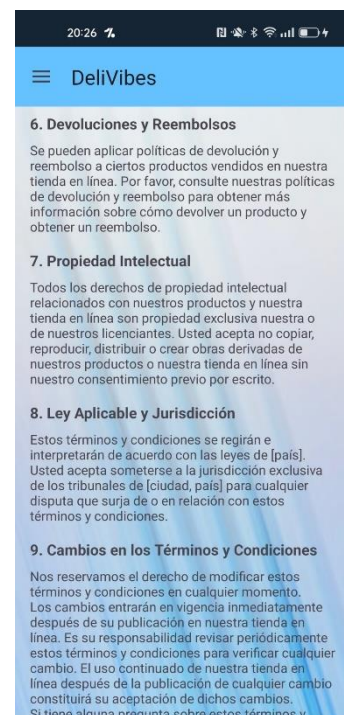 20:26
DeliVibes
6. Devoluciones y Reembolsos
Se pueden aplicar políticas de devolución y
reembolso a ciertos productos vendidos en nuestra
tienda en línea. Por favor, consulte nuestras políticas
de devolución y reembolso para obtener más
información sobre cómo devolver un producto y
obtener un reembolso.
7. Propiedad Intelectual
Todos los derechos de propiedad intelectual
relacionados con nuestros productos y nuestra
tienda en línea son propiedad exclusiva nuestra o
de nuestros licenciantes. Usted acepta no copiar,
reproducir, distribuir o crear obras derivadas de
nuestros productos o nuestra tienda en línea sin
nuestro consentimiento previo por escrito.
8. Ley Aplicable y Jurisdicción
Estos términos y condiciones se regirán e
interpretarán de acuerdo con las leyes de [país].
Usted acepta someterse a la jurisdicción exclusiva
de los tribunales de [ciudad, país] para cualquier
disputa que surja de o en relación con estos
términos y condiciones.
9. Cambios en los Términos y Condiciones
Nos reservamos el derecho de modificar estos
términos y condiciones en cualquier momento.
Los cambios entrarán en vigencia inmediatamente
después de su publicación en nuestra tienda en
línea. Es su responsabilidad revisar periódicamente
estos términos y condiciones para verificar cualquier
cambio. El uso continuado de nuestra tienda en
línea después de la publicación de cualquier cambio
constituirá su aceptación de dichos cambios.
Si tiene alguna pregunta sobre estos términos y